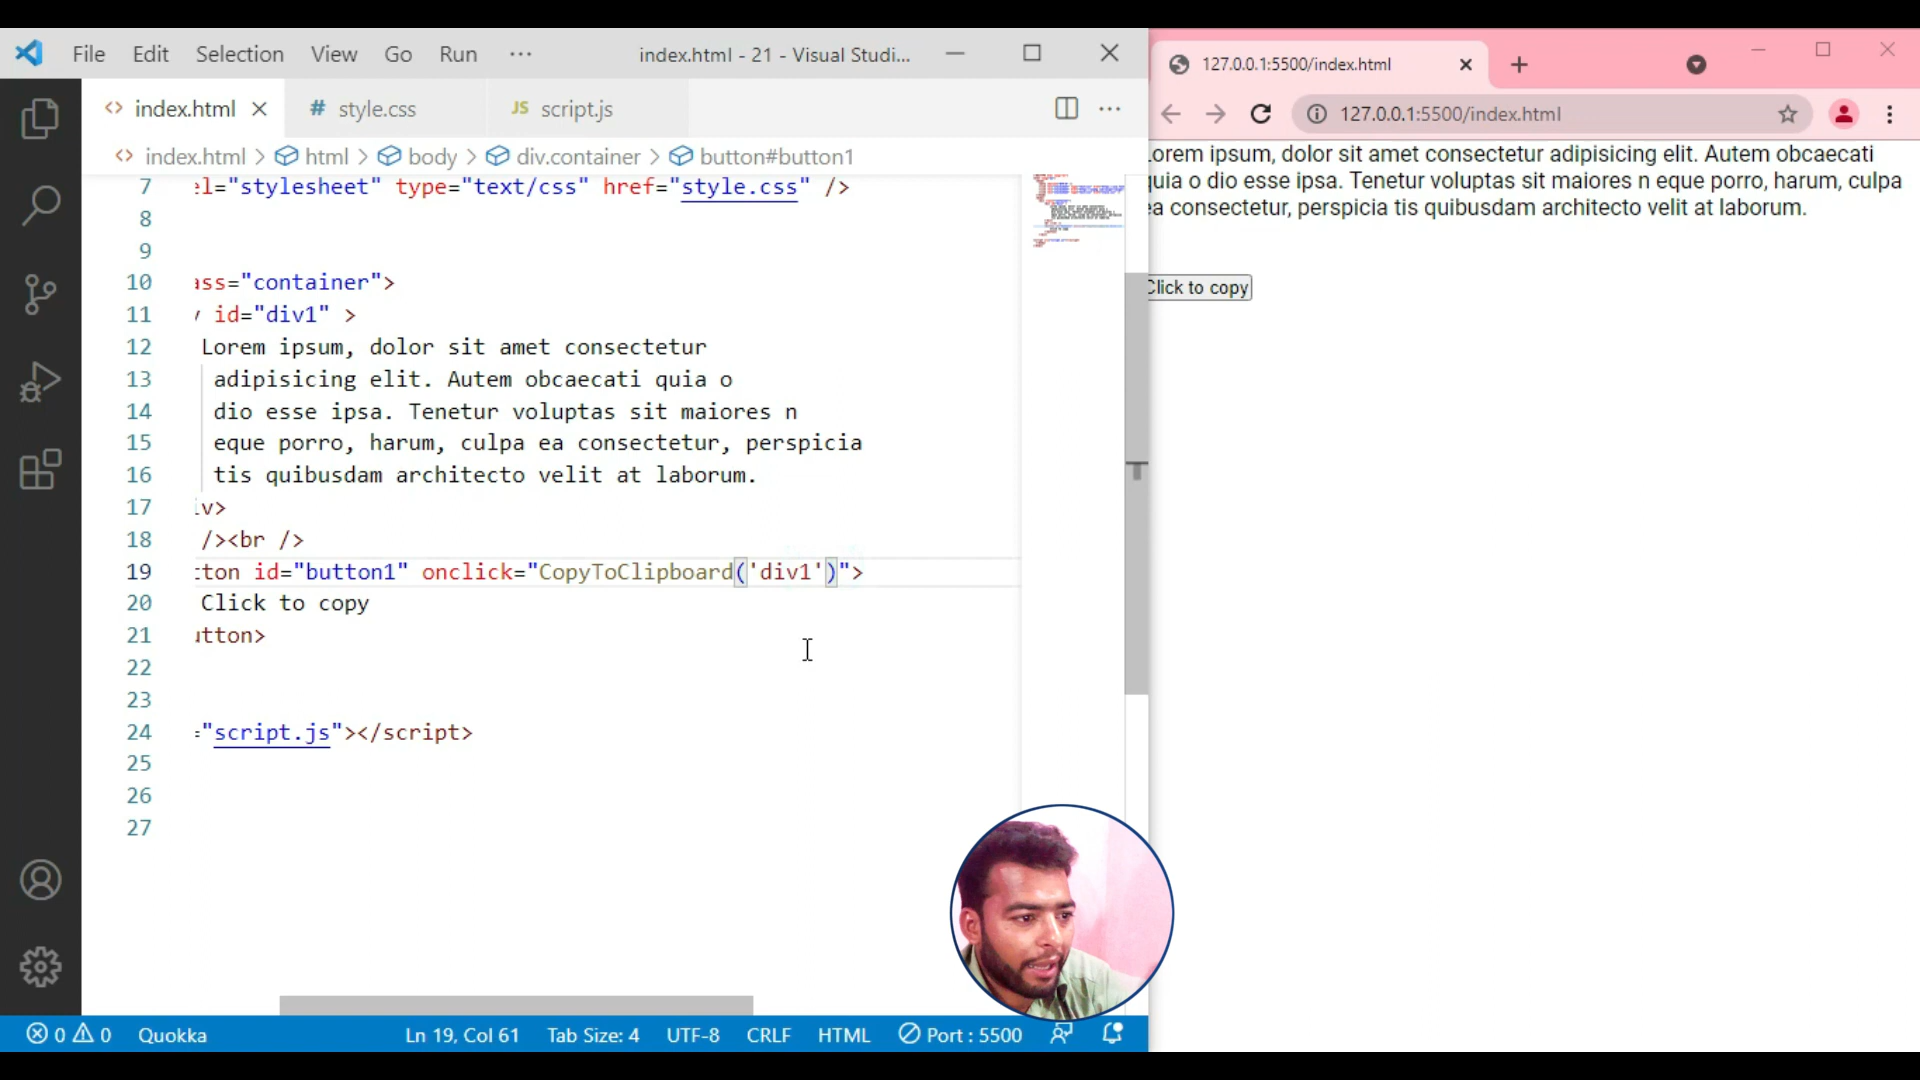 File Edit Selection View Go Run ··· index.html - 21 - Visual Studi...
index.html style.css script.js
index.html > html > body > div.container > button#button1
7 el="stylesheet" type="text/css" href="style.css" />
8
9
10 ass="container">
11 id="div1" >
12 Lorem ipsum, dolor sit amet consectetur
13 adipisicing elit. Autem obcaecati quia o
14 dio esse ipsa. Tenetur voluptas sit maiores n
15 eque porro, harum, culpa ea consectetur, perspicia
16 tis quibusdam architecto velit at laborum.
17 iv>
18 /><br />
19 tton id="button1" onclick="CopyToClipboard('div1')">
20 Click to copy
21 utton>
22
23
24 ="script.js"></script>
25
26
27
0 0 Quokka Ln 19, Col 61 Tab Size: 4 UTF-8 CRLF HTML Port : 5500
127.0.0.1:5500/index.html
127.0.0.1:5500/index.html
orem ipsum, dolor sit amet consectetur adipisicing elit. Autem obcaecati
quia o dio esse ipsa. Tenetur voluptas sit maiores n eque porro, harum, culpa
ea consectetur, perspicia tis quibusdam architecto velit at laborum.
Click to copy